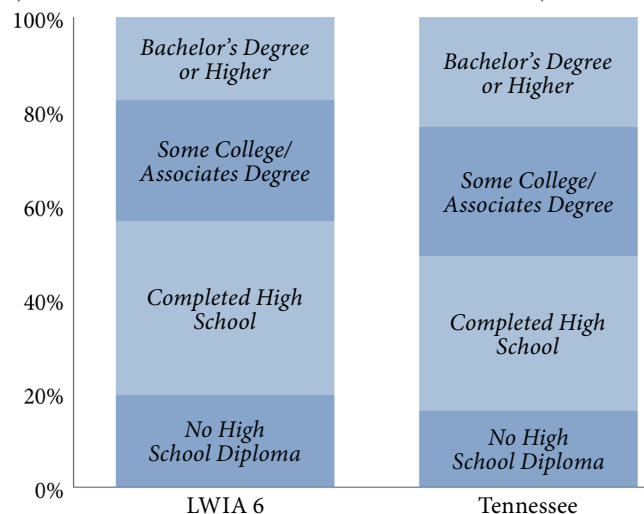 100%
Bachelor's Degree
or Higher
Bachelor's Degree
or Higher
80%
Some College/
Associates Degree
Some College/
Associates Degree
60%
40%
Completed High
School
Completed High
School
20%
No High
School Diploma
No High
School Diploma
0%
LWIA 6
Tennessee